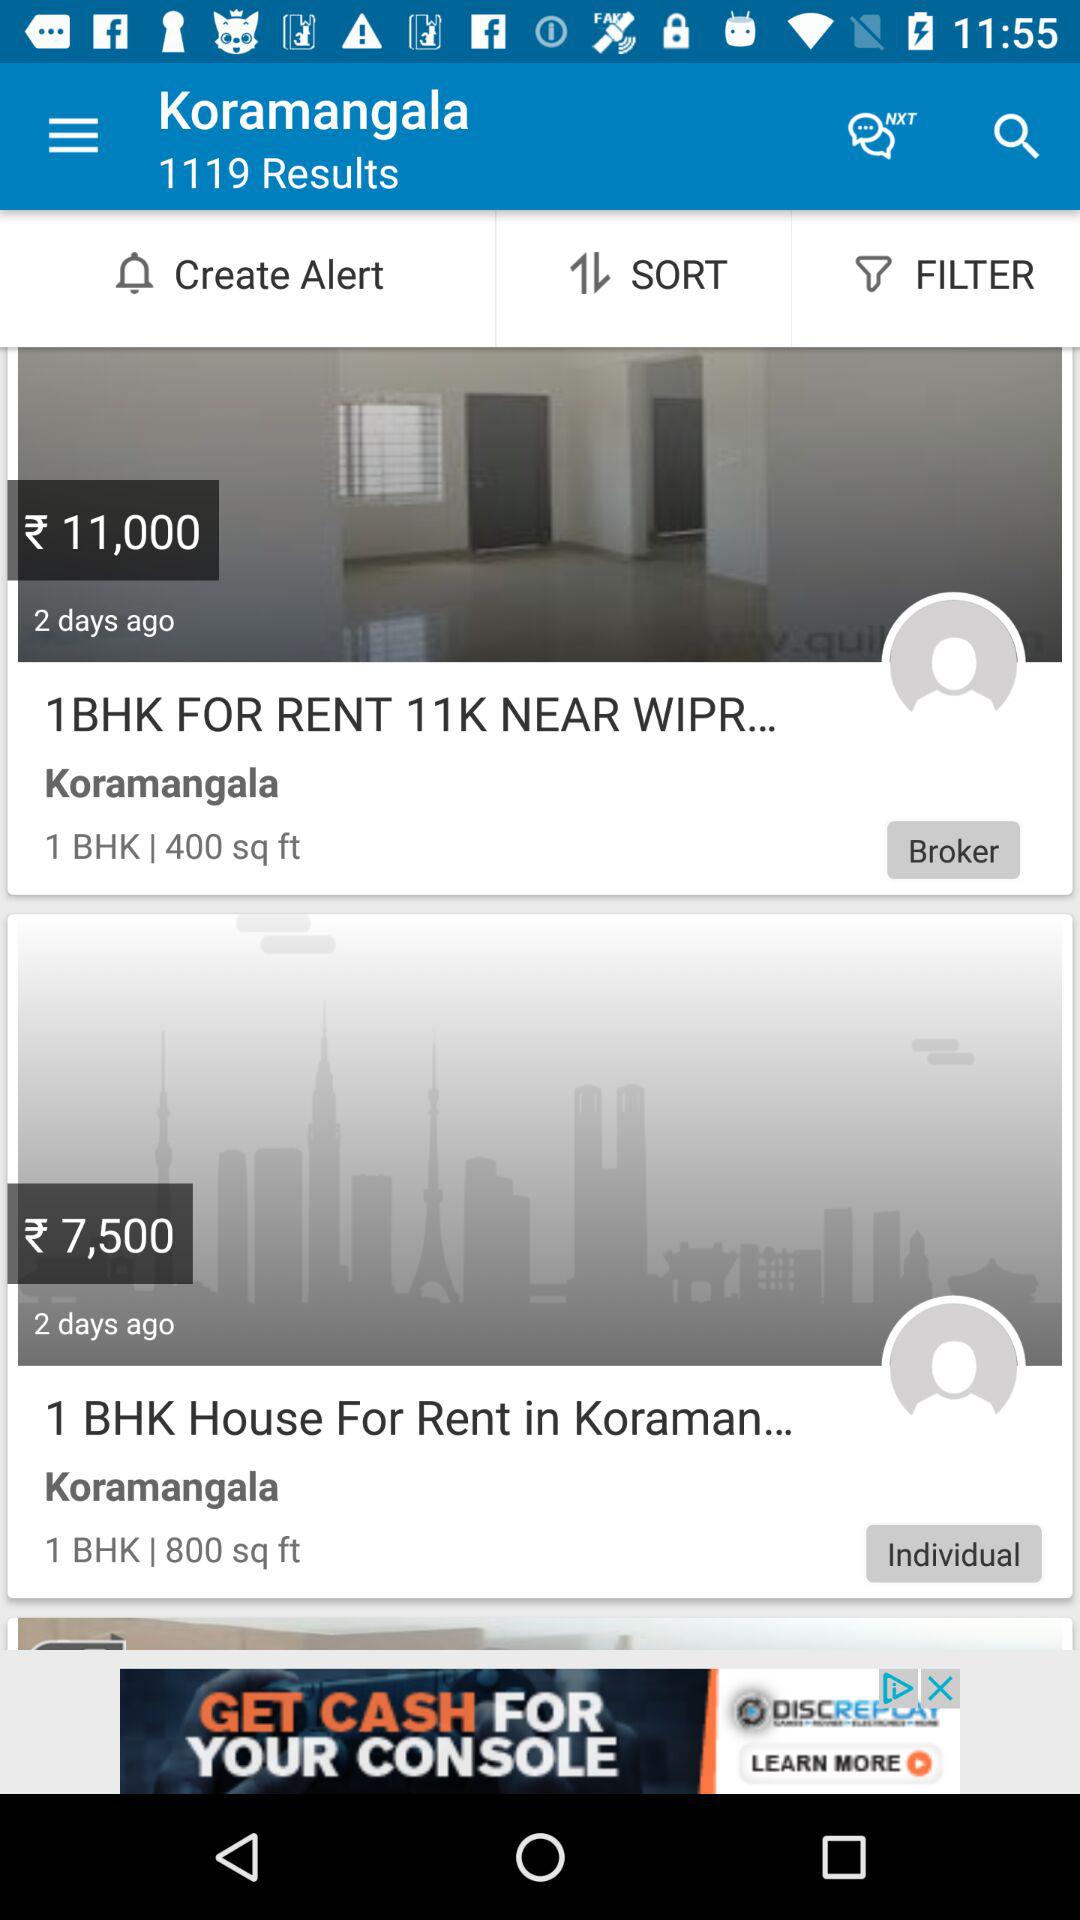 11:55
Koramangala
1119 Results
NXT
Create Alert
SORT
FILTER
₹ 11,000
2 days ago
1BHK FOR RENT 11K NEAR WIPR...
Koramangala
1 BHK | 400 sq ft
Broker
₹ 7,500
2 days ago
1 BHK House For Rent in Koraman...
Koramangala
1 BHK | 800 sq ft
Individual
GET CASH FOR
YOUR CONSOLE
DISCREPLAY
LEARN MORE